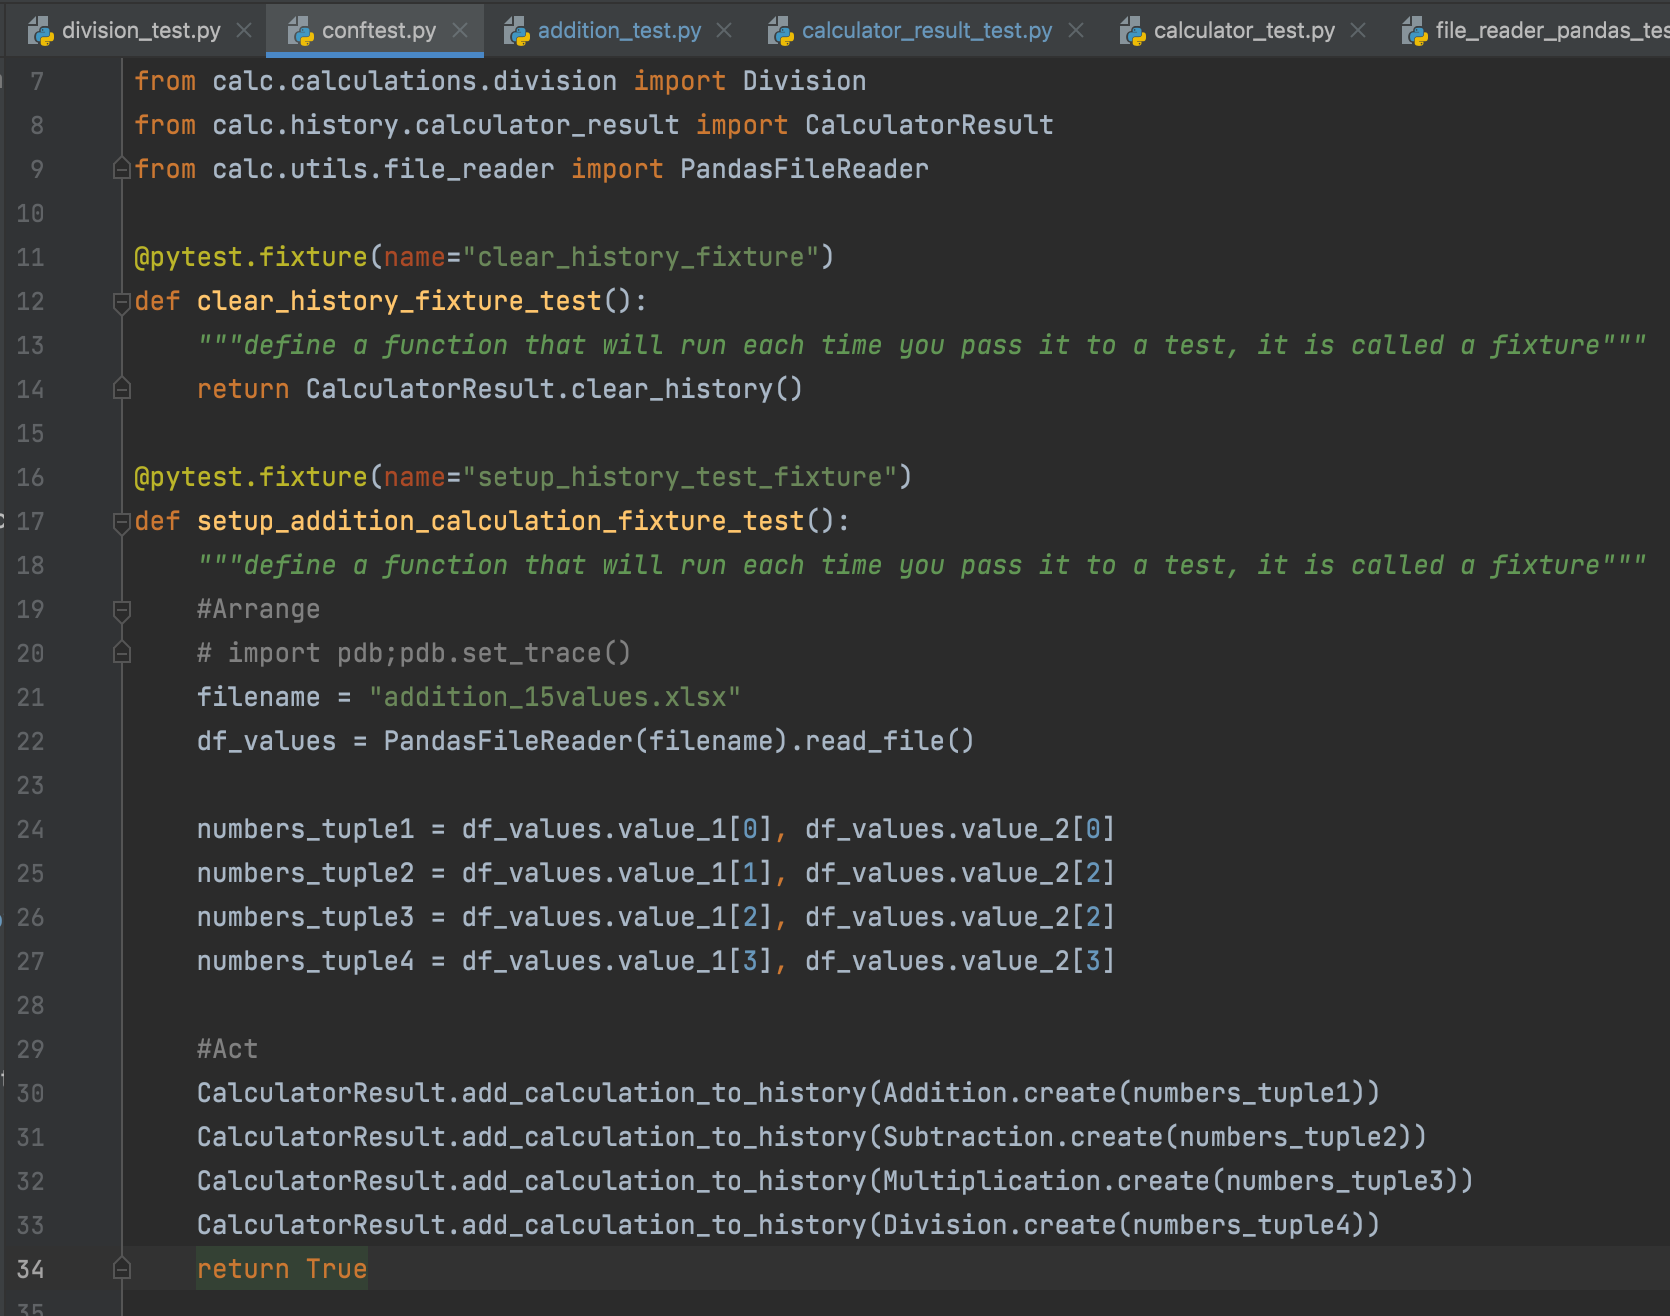 division_test.py conftest.py addition_test.py calculator_result_test.py calculator_test.py file_reader_pandas_tes
7 from calc.calculations.division import Division
8 from calc.history.calculator_result import CalculatorResult
9 from calc.utils.file_reader import PandasFileReader
10
11 @pytest.fixture(name="clear_history_fixture")
12 def clear_history_fixture_test():
13 """define a function that will run each time you pass it to a test, it is called a fixture"""
14 return CalculatorResult.clear_history()
15
16 @pytest.fixture(name="setup_history_test_fixture")
17 def setup_addition_calculation_fixture_test():
18 """define a function that will run each time you pass it to a test, it is called a fixture"""
19 #Arrange
20 # import pdb;pdb.set_trace()
21 filename = "addition_15values.xlsx"
22 df_values = PandasFileReader(filename).read_file()
23
24 numbers_tuple1 = df_values.value_1[0], df_values.value_2[0]
25 numbers_tuple2 = df_values.value_1[1], df_values.value_2[2]
26 numbers_tuple3 = df_values.value_1[2], df_values.value_2[2]
27 numbers_tuple4 = df_values.value_1[3], df_values.value_2[3]
28
29 #Act
30 CalculatorResult.add_calculation_to_history(Addition.create(numbers_tuple1))
31 CalculatorResult.add_calculation_to_history(Subtraction.create(numbers_tuple2))
32 CalculatorResult.add_calculation_to_history(Multiplication.create(numbers_tuple3))
33 CalculatorResult.add_calculation_to_history(Division.create(numbers_tuple4))
34 return True
35